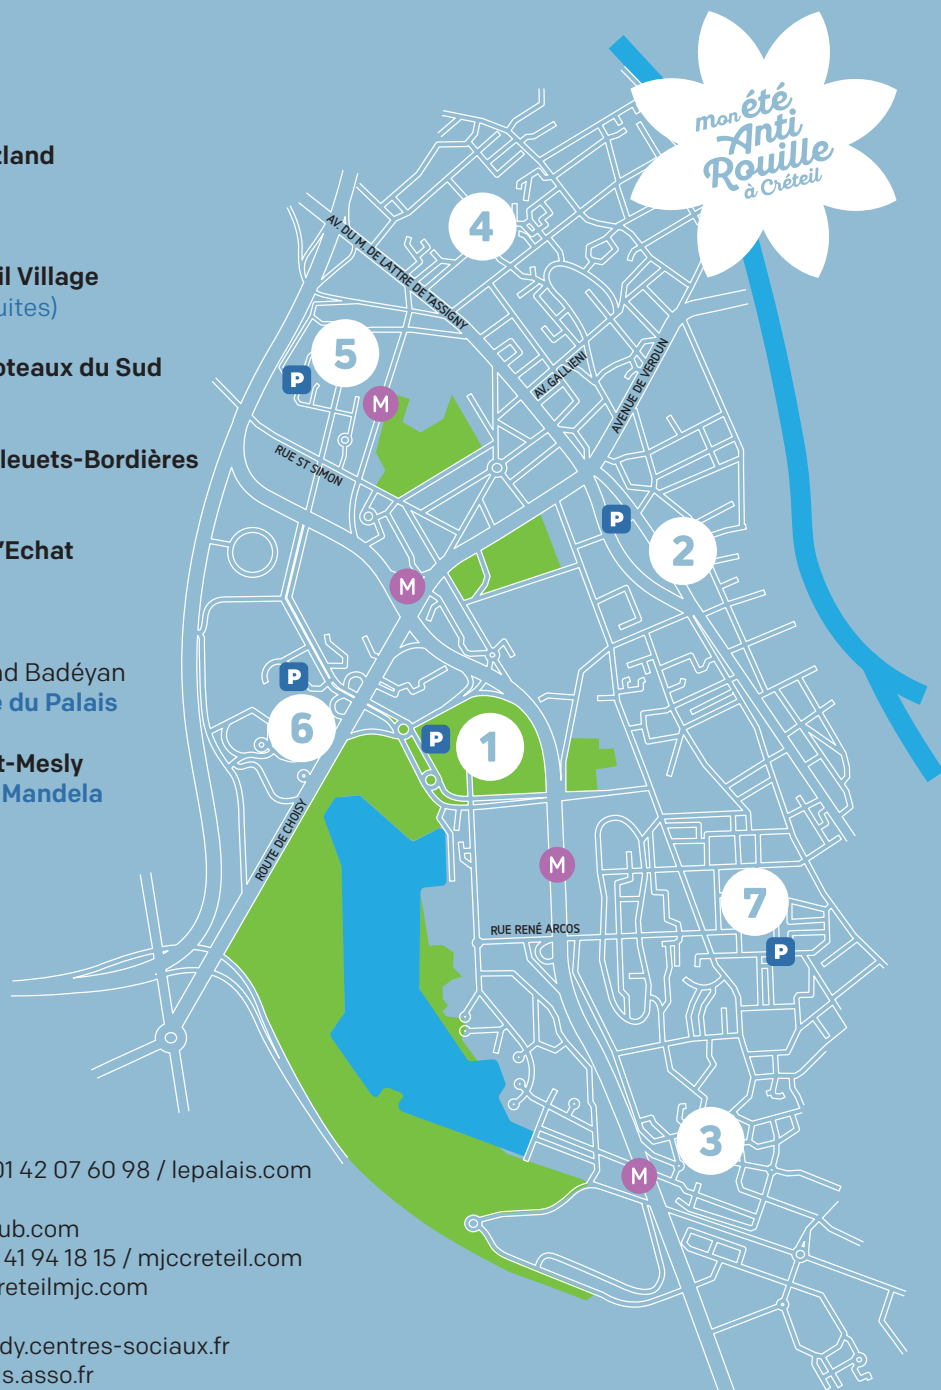 mon été
Anti
Rouille
à Créteil
tland
il Village
uites)
oteaux du Sud
leuets-Bordières
'Echat
nd Badéyan
e du Palais
t-Mesly
Mandela
01 42 07 60 98 / lepalais.com
ub.com
41 94 18 15 / mjccreteil.com
reteilmjc.com
dy.centres-sociaux.fr
s.asso.fr
4
AV. DU M. DE LATTRE DE TASSIGNY
5
P
M
AV. GALLIENI
AVENUE DE VERDUN
RUE ST SIMON
P
2
M
P
6
P
1
ROUTE DE CHOISY
M
7
RUE RENÉ ARCOS
P
3
M